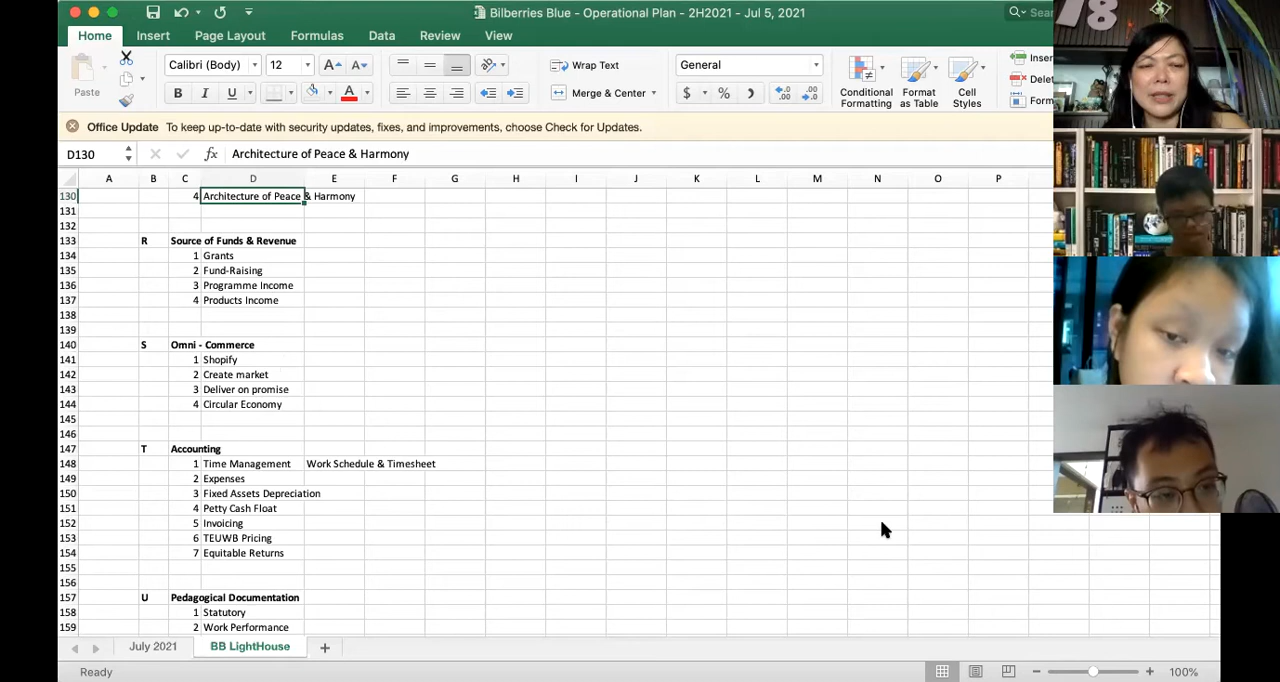 Bilberries Blue - Operational Plan - 2H2021 - Jul 5, 2021
Home Insert Page Layout Formulas Data Review View
Paste Calibri (Body) 12 Wrap Text General Conditional Formatting Format as Table Cell Styles
B I U A Merge & Center $ %
Office Update To keep up-to-date with security updates, fixes, and improvements, choose Check for Updates.
D130 fx Architecture of Peace & Harmony
A B C D E F G H I J K L M N O P
130 4 Architecture of Peace & Harmony
131
132
133 R Source of Funds & Revenue
134 1 Grants
135 2 Fund-Raising
136 3 Programme Income
137 4 Products Income
138
139
140 S Omni - Commerce
141 1 Shopify
142 2 Create market
143 3 Deliver on promise
144 4 Circular Economy
145
146
147 T Accounting
148 1 Time Management Work Schedule & Timesheet
149 2 Expenses
150 3 Fixed Assets Depreciation
151 4 Petty Cash Float
152 5 Invoicing
153 6 TEUWB Pricing
154 7 Equitable Returns
155
156
157 U Pedagogical Documentation
158 1 Statutory
159 2 Work Performance
July 2021 BB LightHouse +
Ready 100%
78